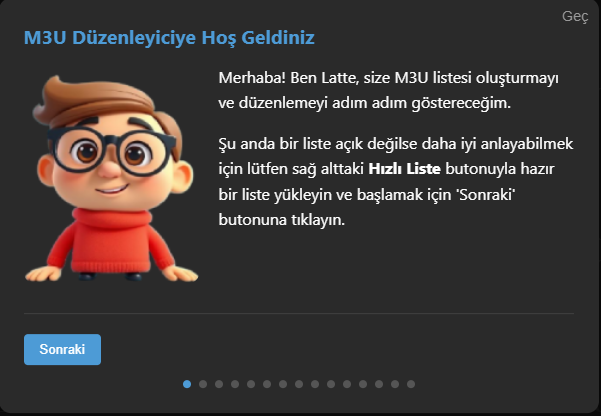 Geç
M3U Düzenleyiciye Hoş Geldiniz
Merhaba! Ben Latte, size M3U listesi oluşturmayı
ve düzenlemeyi adım adım göstereceğim.
Şu anda bir liste açık değilse daha iyi anlayabilmek
için lütfen sağ alttaki Hızlı Liste butonuyla hazır
bir liste yükleyin ve başlamak için 'Sonraki'
butonuna tıklayın.
Sonraki